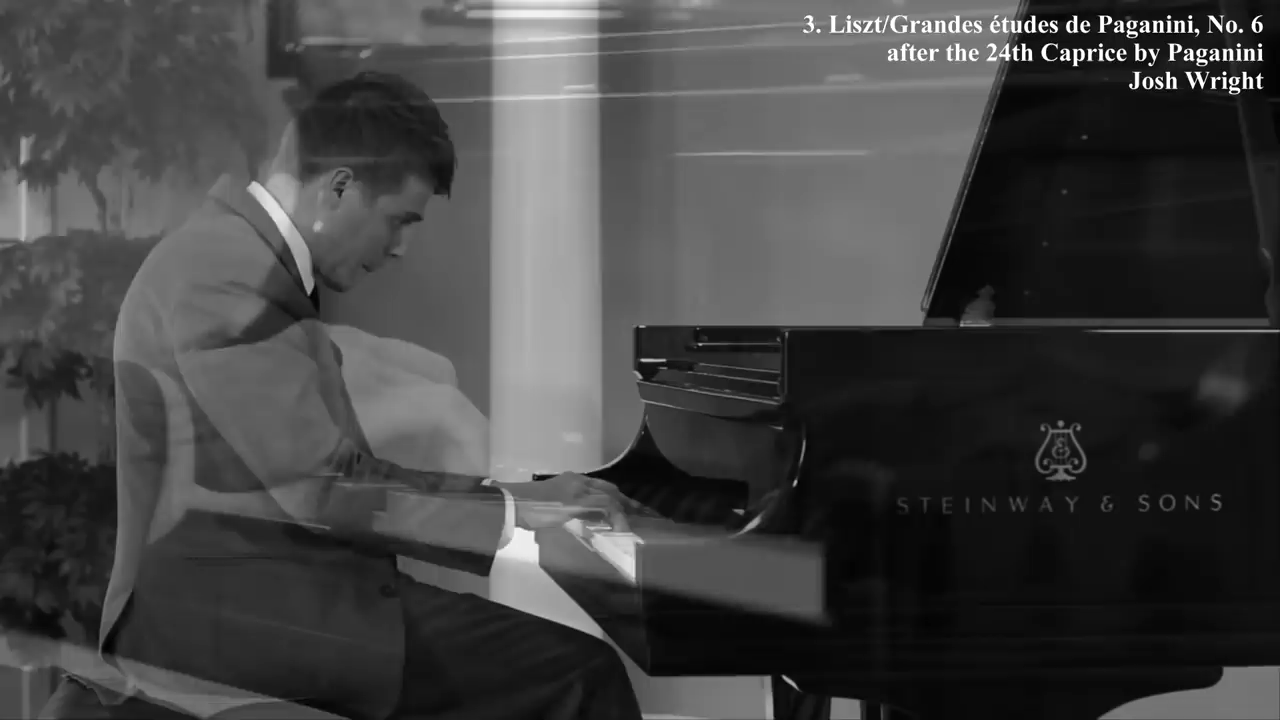 3. Liszt/Grandes études de Paganini, No. 6
after the 24th Caprice by Paganini
Josh Wright
STEINWAY & SONS